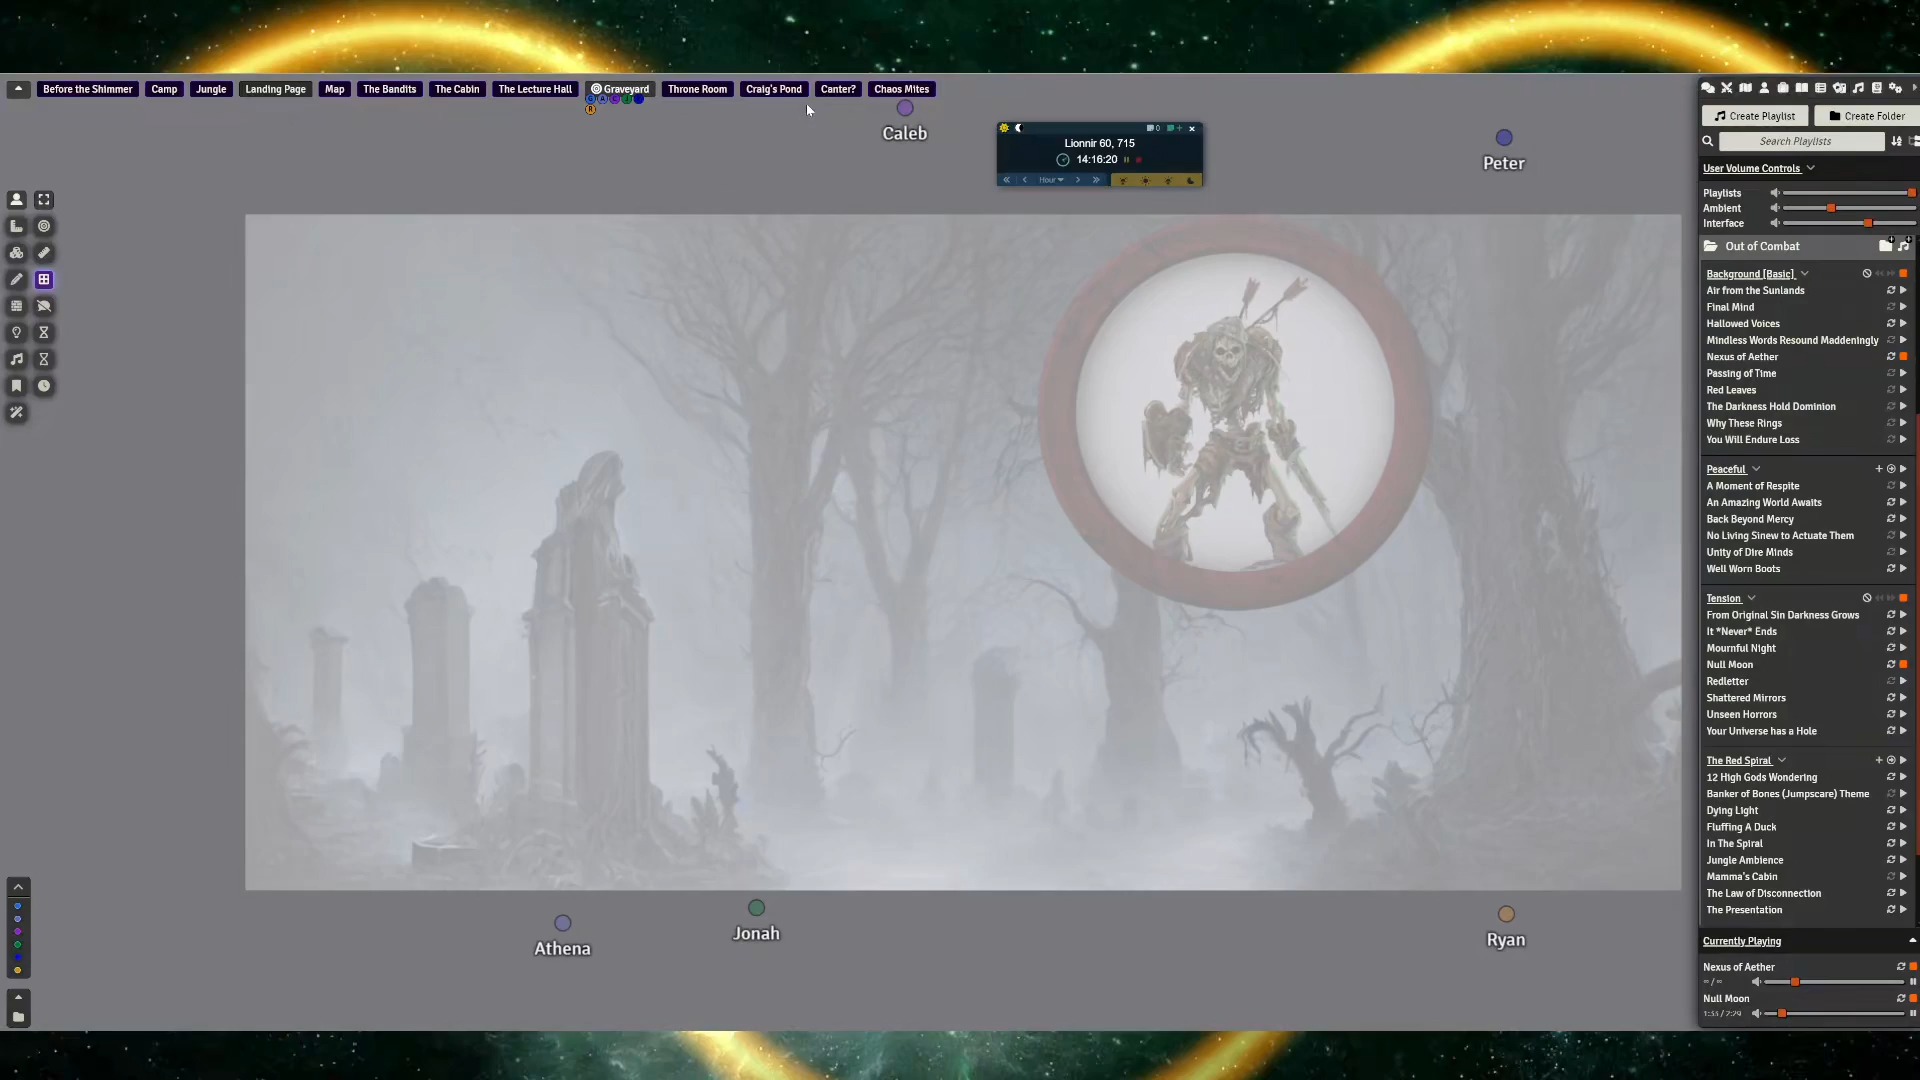 Before the Shimmer
Camp
Jungle
Landing Page
Map
The Bandits
The Cabin
The Lecture Hall
Graveyard
Throne Room
Craig's Pond
Canter?
Chaos Mites
Caleb
Lionnir 60, 715
14:16:20
Hour
Peter
Athena
Jonah
Ryan
Create Playlist
Create Folder
Search Playlists
User Volume Controls
Playlists
Ambient
Interface
Out of Combat
Background [Basic]
Air from the Sunlands
Final Mind
Hallowed Voices
Mindless Words Resound Maddeningly
Nexus of Aether
Passing of Time
Red Leaves
The Darkness Hold Dominion
Why These Rings
You Will Endure Loss
Peaceful
A Moment of Respite
An Amazing World Awaits
Back Beyond Mercy
No Living Sinew to Actuate Them
Unity of Dire Minds
Well Worn Boots
Tension
From Original Sin Darkness Grows
It *Never* Ends
Mournful Night
Null Moon
Redletter
Shattered Mirrors
Unseen Horrors
Your Universe has a Hole
The Red Spiral
12 High Gods Wondering
Banker of Bones (Jumpscare) Theme
Dying Light
Fluffing A Duck
In The Spiral
Jungle Ambience
Mamma's Cabin
The Law of Disconnection
The Presentation
Currently Playing
Nexus of Aether
∞ / ∞
Null Moon